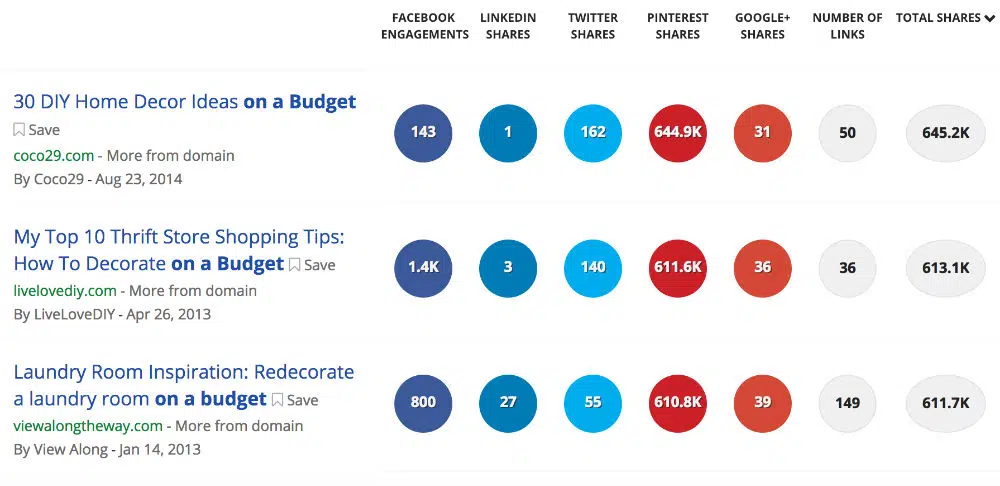 FACEBOOK ENGAGEMENTS LINKEDIN SHARES TWITTER SHARES PINTEREST SHARES GOOGLE+ SHARES NUMBER OF LINKS TOTAL SHARES
30 DIY Home Decor Ideas on a Budget
Save
coco29.com - More from domain
By Coco29 - Aug 23, 2014
143 1 162 644.9K 31 50 645.2K
My Top 10 Thrift Store Shopping Tips:
How To Decorate on a Budget Save
livelovediy.com - More from domain
By LiveLoveDIY - Apr 26, 2013
1.4K 3 140 611.6K 36 36 613.1K
Laundry Room Inspiration: Redecorate
a laundry room on a budget Save
viewalongtheway.com - More from domain
By View Along - Jan 14, 2013
800 27 55 610.8K 39 149 611.7K